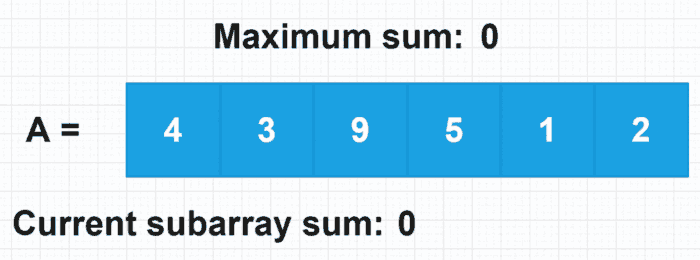 Maximum sum: 0
A = 4 3 9 5 1 2
Current subarray sum: 0